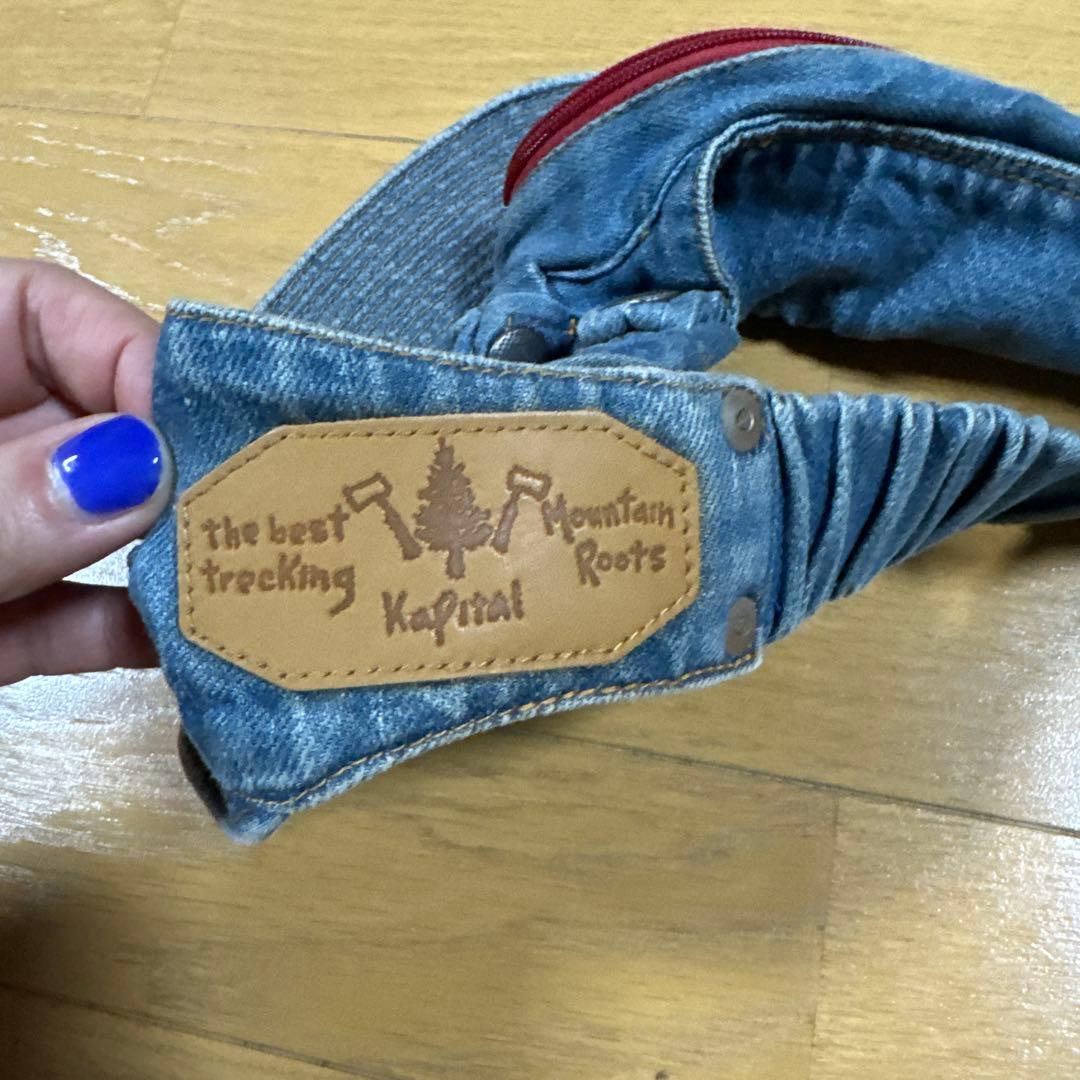 the best
trecking
Kapital
Mountain
Roots